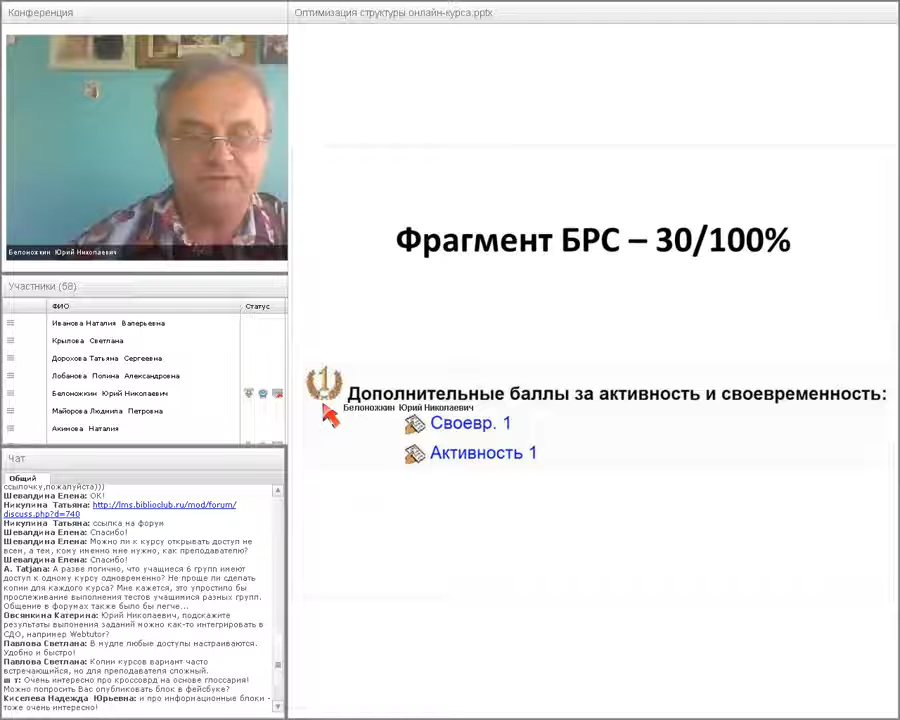 Конференция
Оптимизация структуры онлайн-курса.pptx
Белоножкин Юрий Николаевич
Фрагмент БРС – 30/100%
Участники (58)
ФИО
Статус
Иванова Наталия Валерьевна
Крылова Светлана
Дорохова Татьяна Сергеевна
Лобанова Полина Александровна
Белоножкин Юрий Николаевич
Майорова Людмила Петровна
Акимова Наталия
1
Дополнительные баллы за активность и своевременность:
Белоножкин Юрий Николаевич
Своевр. 1
Активность 1
Чат
Общий
ссылочку,пожалуйста)))
Шевалдина Елена: ОК!
Никулина Татьяна: http://lms.biblioclub.ru/mod/forum/
discuss.php?d=740
Никулина Татьяна: ссылка на форум
Шевалдина Елена: Спасибо!
Шевалдина Елена: Можно ли к курсу открывать доступ не
всем, а тем, кому именно мне нужно, как преподавателю?
Шевалдина Елена: Спасибо!
A. Tatjana: А разве логично, что учащиеся 6 групп имеют
доступ к одному курсу одновременно? Не проще ли сделать
копии для каждого курса? Мне кажется, это упростило бы
прослеживание выполнения тестов учащимися разных групп.
Общение в форумах также было бы легче...
Овсянкина Катерина: Юрий Николаевич, подскажите
результаты выполнения заданий можно как-то интегрировать в
СДО, например Webtutor?
Павлова Светлана: В мудле любые доступы настраиваются.
Удобно и быстро!
Павлова Светлана: Копии курсов вариант часто
встречающийся, но для преподавателя сложный.
ш т: Очень интересно про кроссворд на основе глоссария!
Можно попросить Вас опубликовать блок в фейсбуке?
Киселева Надежда Юрьевна: и про информационные блоки -
тоже очень интересно!